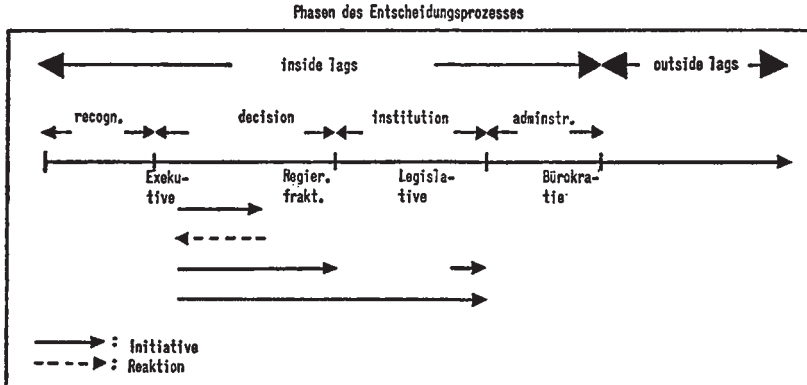 Phasen des Entscheidungsprozesses
inside lags outside lags
recogn. decision institution adminstr.
Exeku- Regier. Legisla- Bürokra-
tive frakt. tive tie
: Initiative
: Reaktion